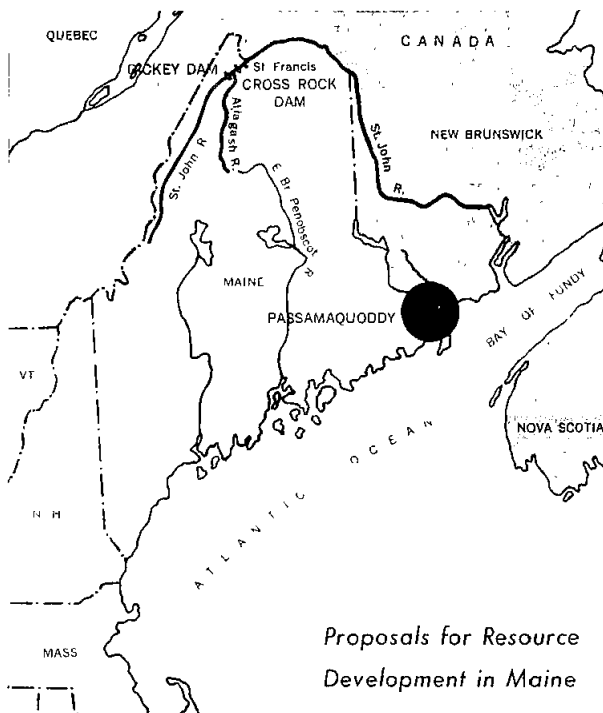 QUEBEC
CANADA
DICKEY DAM
St Francis
CROSS ROCK
DAM
Allagash R.
St. John R
St. John
R.
NEW BRUNSWICK
E Br Penobscot R
MAINE
PASSAMAQUODDY
BAY OF FUNDY
VT
NOVA SCOTIA
N H
ATLANTIC OCEAN
MASS
Proposals for Resource
Development in Maine